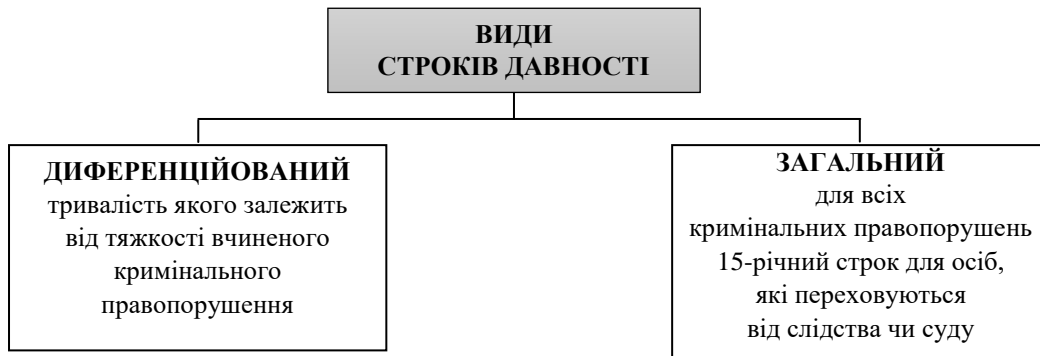 ВИДИ
СТРОКІВ ДАВНОСТІ
ДИФЕРЕНЦІЙОВАНИЙ
тривалість якого залежить
від тяжкості вчиненого
кримінального
правопорушення
ЗАГАЛЬНИЙ
для всіх
кримінальних правопорушень
15-річний строк для осіб,
які переховуються
від слідства чи суду